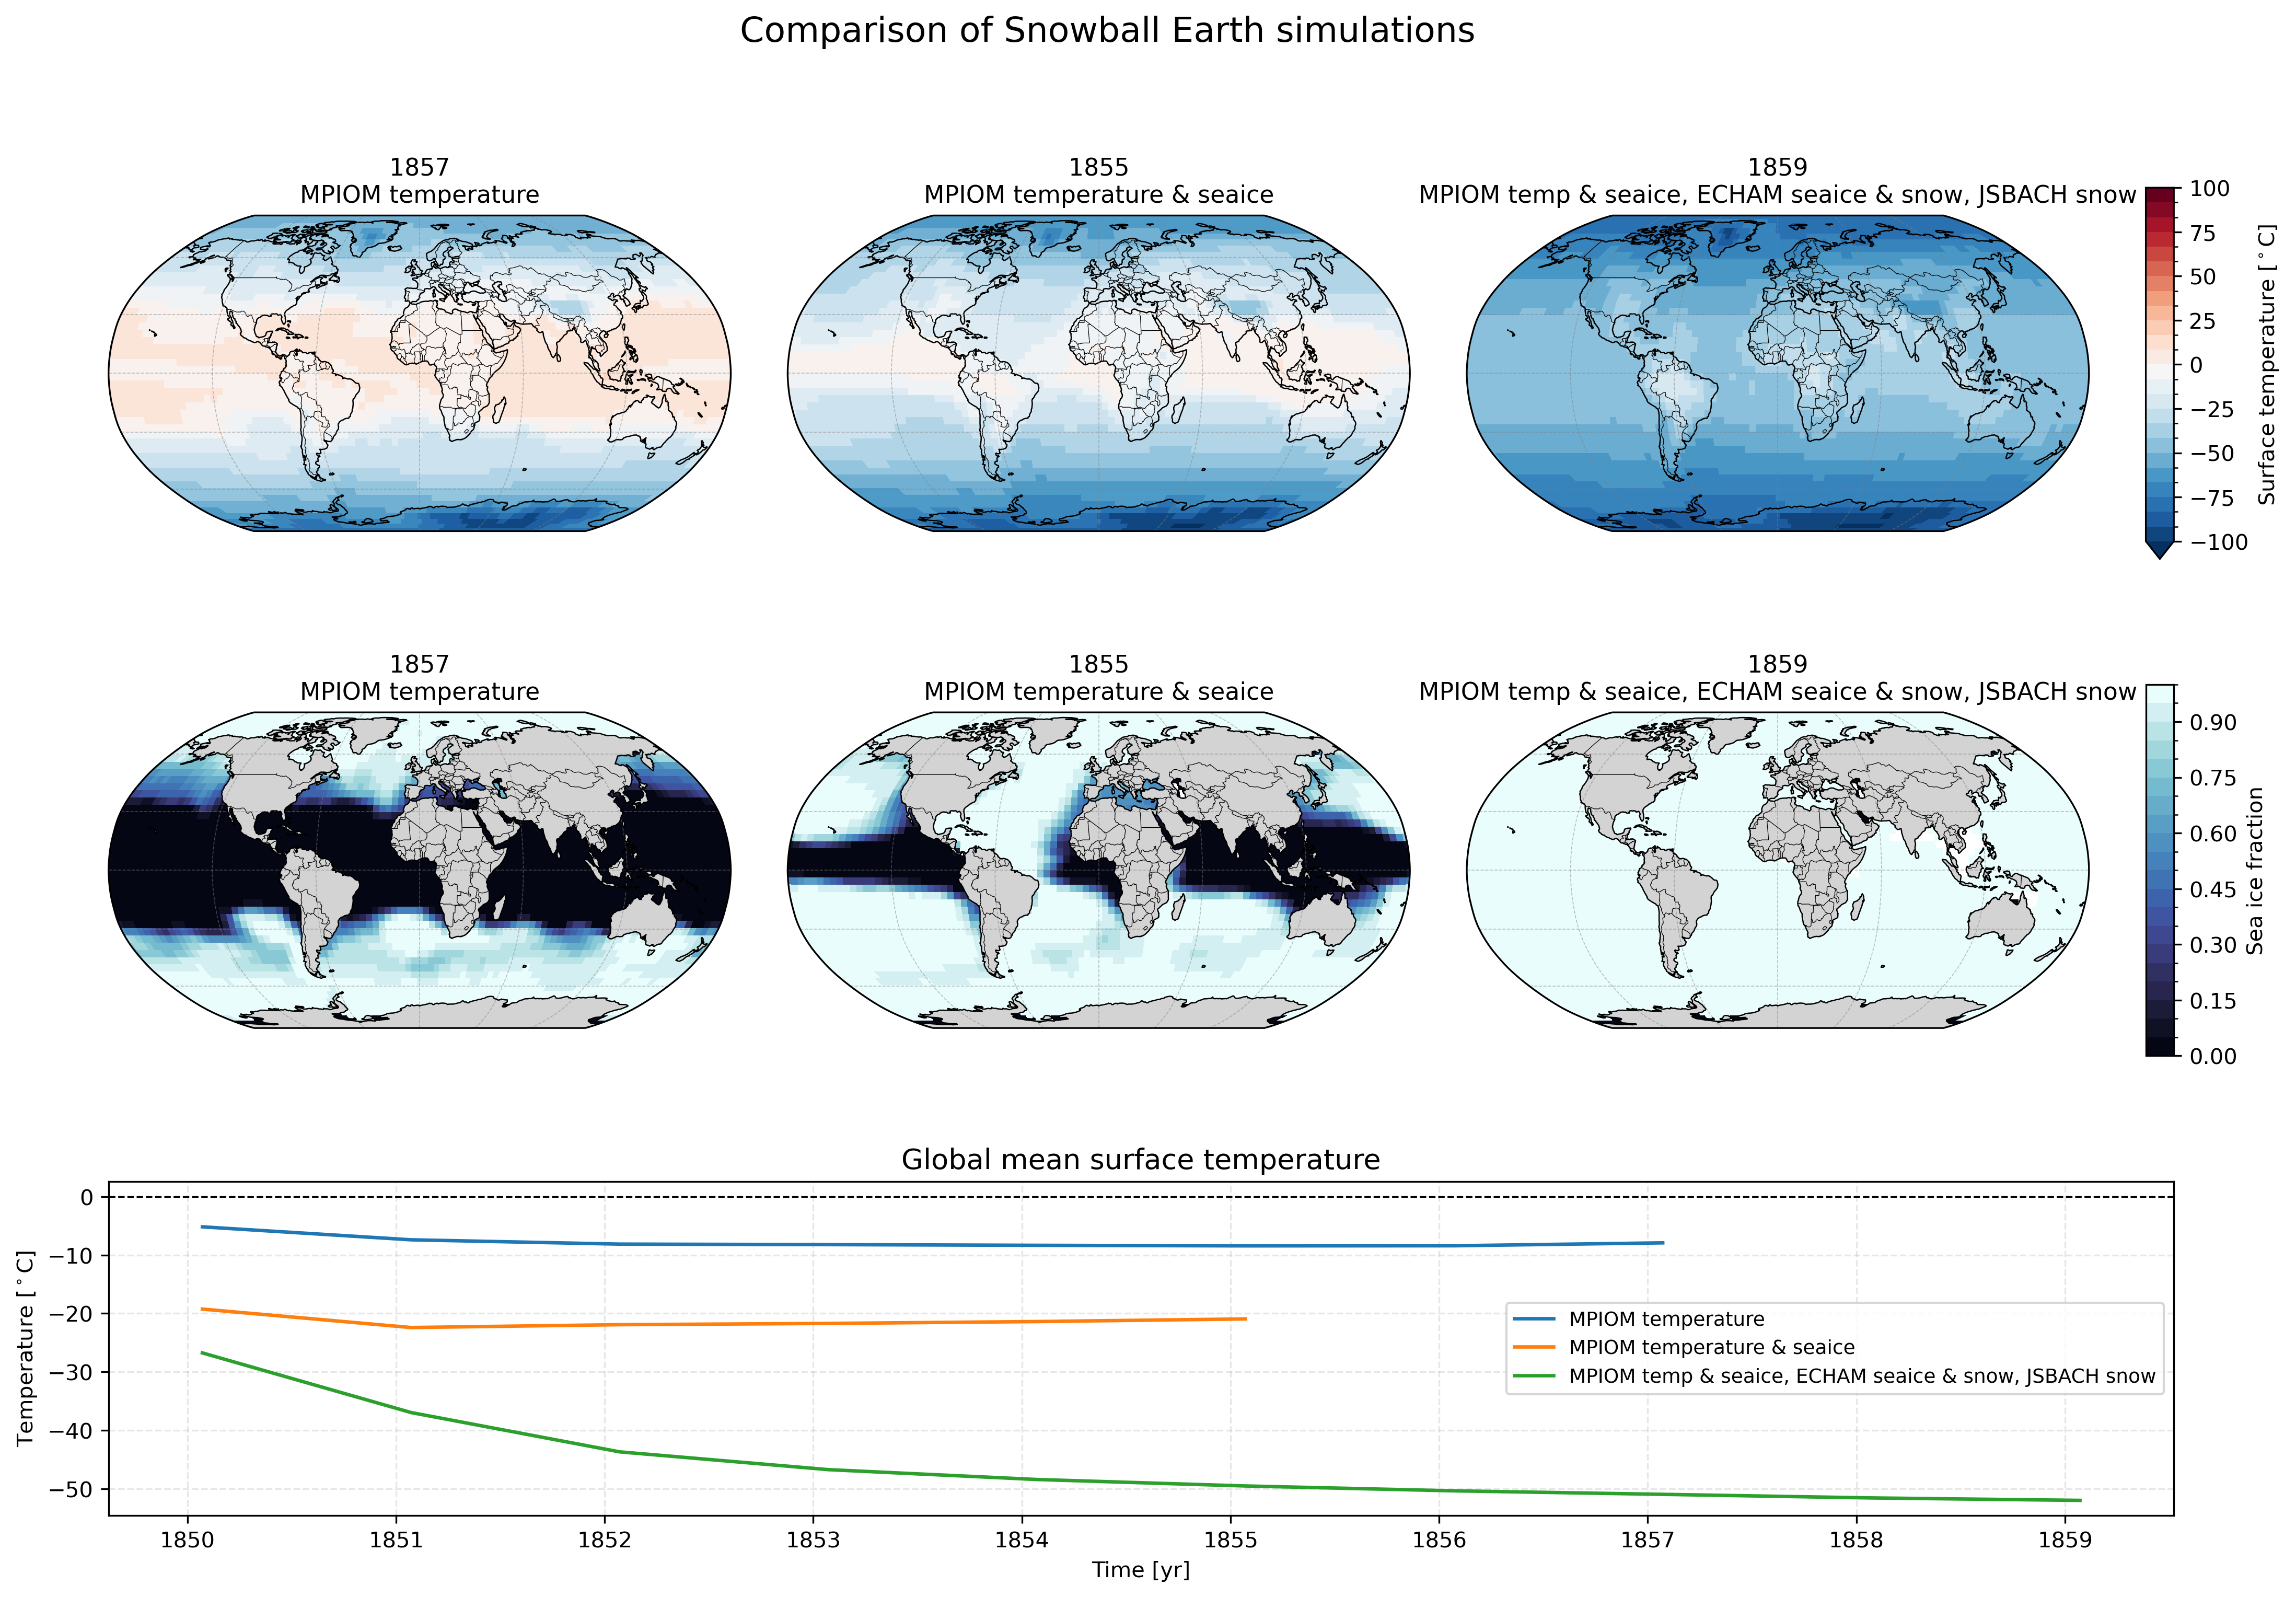 Comparison of Snowball Earth simulations
1857
MPIOM temperature
1855
MPIOM temperature & seaice
1859
MPIOM temp & seaice, ECHAM seaice & snow, JSBACH snow
100
75
50
25
0
−25
−50
−75
−100
Surface temperature [°C]
1857
MPIOM temperature
1855
MPIOM temperature & seaice
1859
MPIOM temp & seaice, ECHAM seaice & snow, JSBACH snow
0.90
0.75
0.60
0.45
0.30
0.15
0.00
Sea ice fraction
Global mean surface temperature
Temperature [°C]
0
−10
−20
−30
−40
−50
MPIOM temperature
MPIOM temperature & seaice
MPIOM temp & seaice, ECHAM seaice & snow, JSBACH snow
1850 1851 1852 1853 1854 1855 1856 1857 1858 1859
Time [yr]